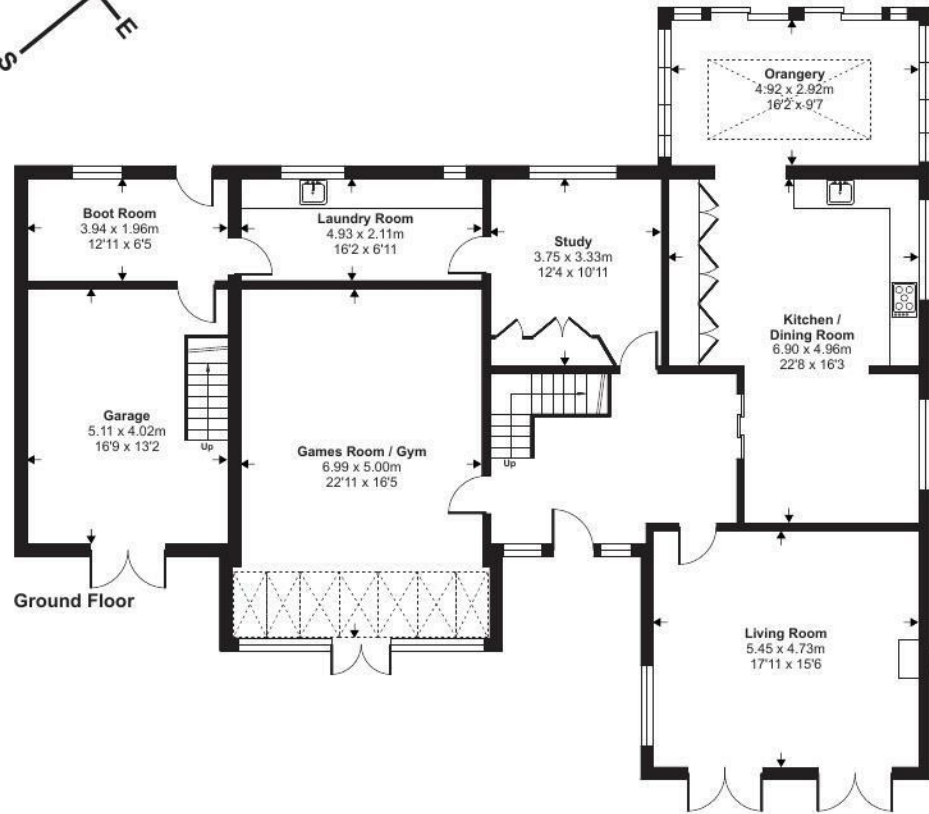 S
E
Orangery
4.92 x 2.92m
16'2 x 9'7
Boot Room
3.94 x 1.96m
12'11 x 6'5
Laundry Room
4.93 x 2.11m
16'2 x 6'11
Study
3.75 x 3.33m
12'4 x 10'11
Kitchen /
Dining Room
6.90 x 4.96m
22'8 x 16'3
Garage
5.11 x 4.02m
16'9 x 13'2
Up
Games Room / Gym
6.99 x 5.00m
22'11 x 16'5
Up
Living Room
5.45 x 4.73m
17'11 x 15'6
Ground Floor